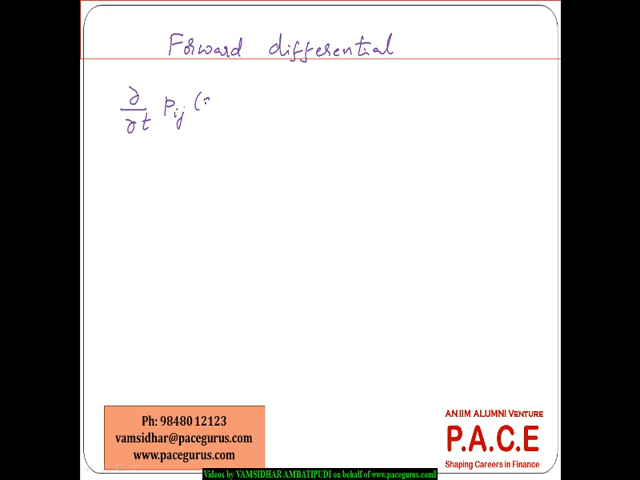 Forward differential
∂/∂t Pij (
Ph: 98480 12123
vamsidhar@pacegurus.com
www.pacegurus.com
AN IIM ALUMNI VENTURE
P.A.C.E
Shaping Careers in Finance
Videos by VAMSIDHAR AMBATIPUDI on behalf of www.pacegurus.com